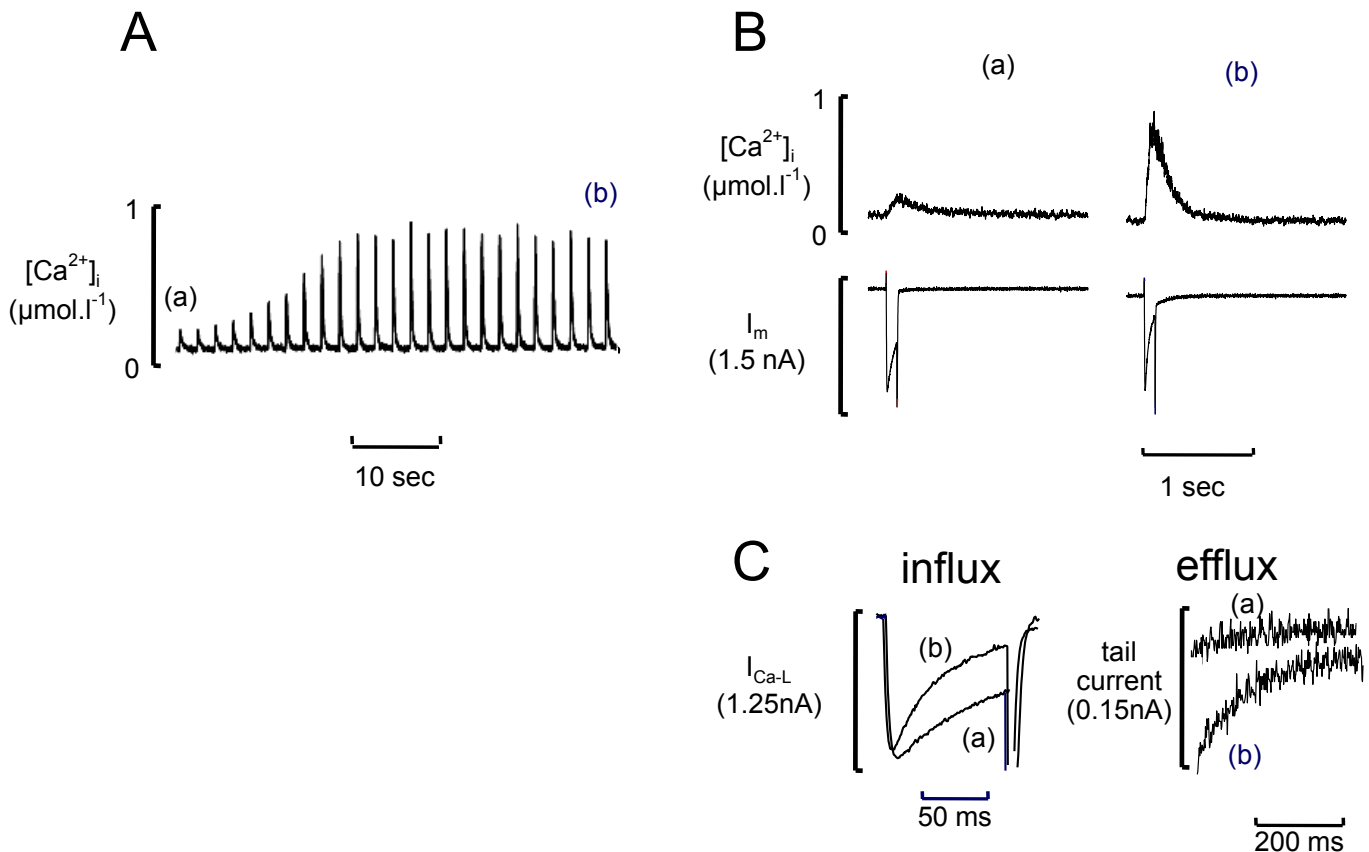 A
(b)
1
[Ca²⁺]ᵢ
(µmol.l⁻¹)
(a)
0
10 sec
B
(a)
(b)
1
[Ca²⁺]ᵢ
(µmol.l⁻¹)
0
Iₘ
(1.5 nA)
1 sec
C
influx
efflux
I_Ca-L
(1.25nA)
(b)
(a)
50 ms
tail
current
(0.15nA)
(a)
(b)
200 ms